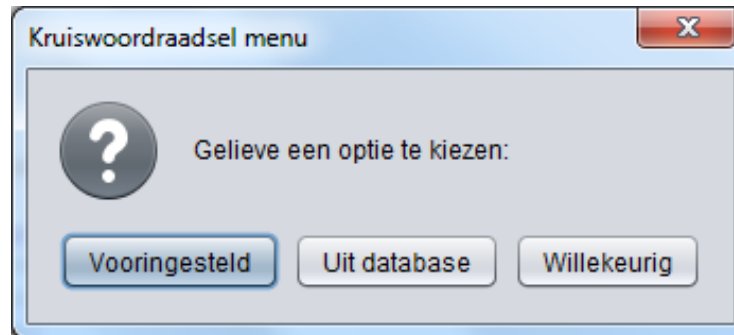 Kruiswoordraadsel menu
Gelieve een optie te kiezen:
Vooringesteld Uit database Willekeurig